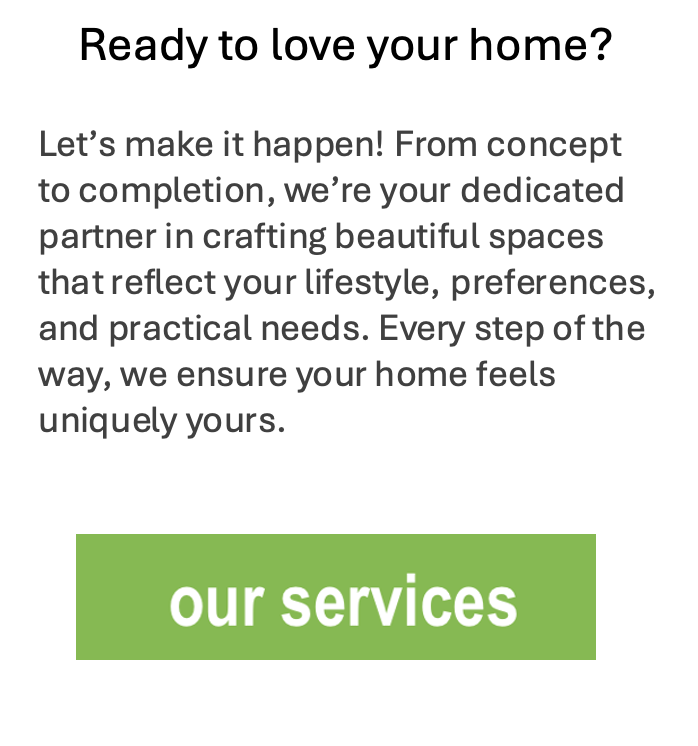 Ready to love your home?
Let’s make it happen! From concept
to completion, we’re your dedicated
partner in crafting beautiful spaces
that reflect your lifestyle, preferences,
and practical needs. Every step of the
way, we ensure your home feels
uniquely yours.
our services